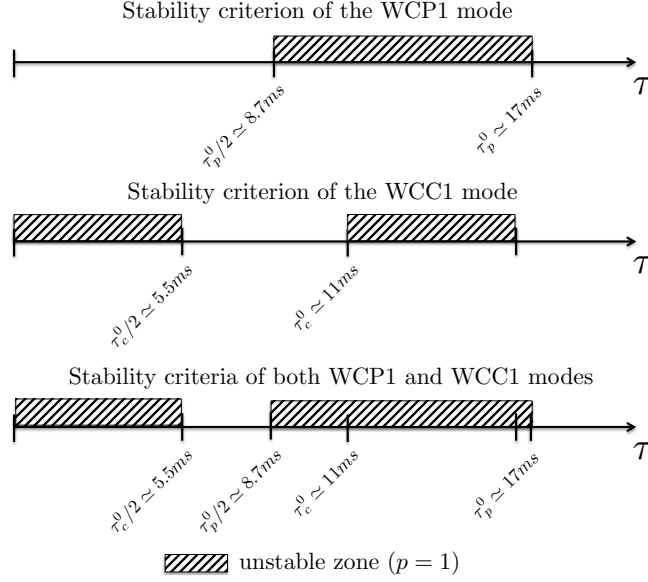 Stability criterion of the WCP1 mode
τ
τ_p^0/2 ≃ 8.7ms
τ_p^0 ≃ 17ms
Stability criterion of the WCC1 mode
τ
τ_c^0/2 ≃ 5.5ms
τ_c^0 ≃ 11ms
Stability criteria of both WCP1 and WCC1 modes
τ
τ_c^0/2 ≃ 5.5ms
τ_p^0/2 ≃ 8.7ms
τ_c^0 ≃ 11ms
τ_p^0 ≃ 17ms
unstable zone (p = 1)